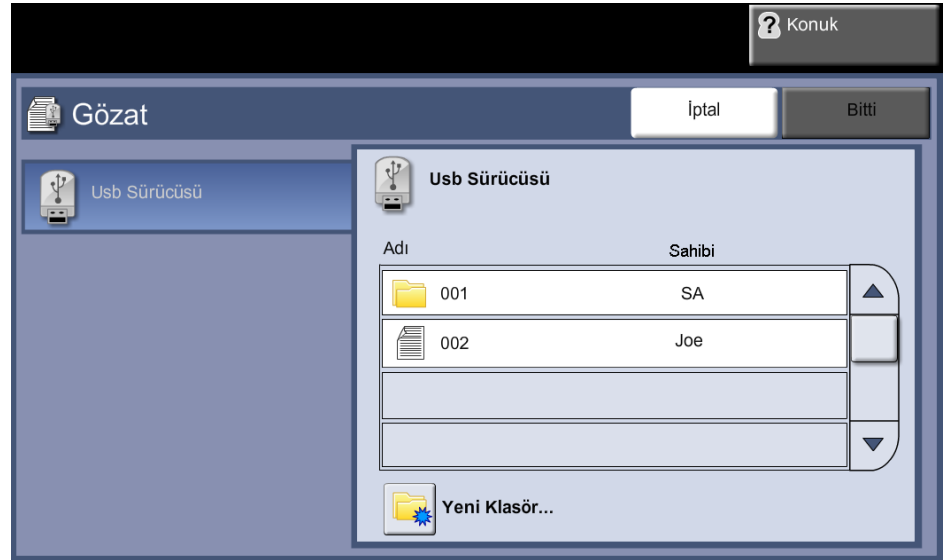 ? Konuk
Gözat
İptal
Bitti
Usb Sürücüsü
Usb Sürücüsü
Adı Sahibi
001 SA
002 Joe
Yeni Klasör...